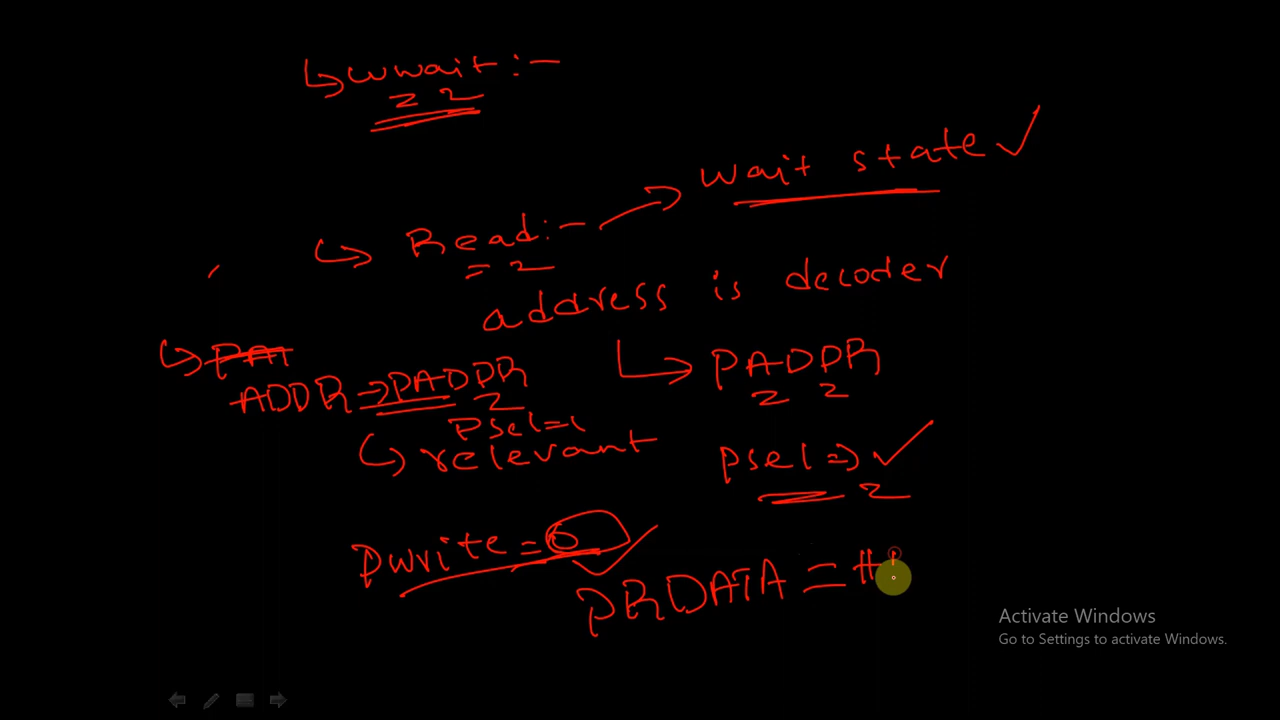 ↳ wwait :-
wait state ✓
↳ Read :- →
address is decoder
↳ PADDR
ADDR => PADDR
psel=1
↳ relevant
psel => ✓
pwrite = 0
PRDATA =
Activate Windows
Go to Settings to activate Windows.